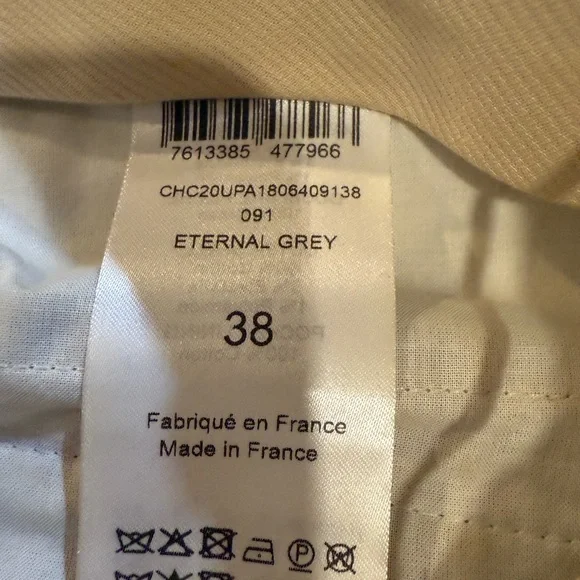 7613385 477966
CHC20UPA1806409138
091
ETERNAL GREY
38
Fabriqué en France
Made in France
P